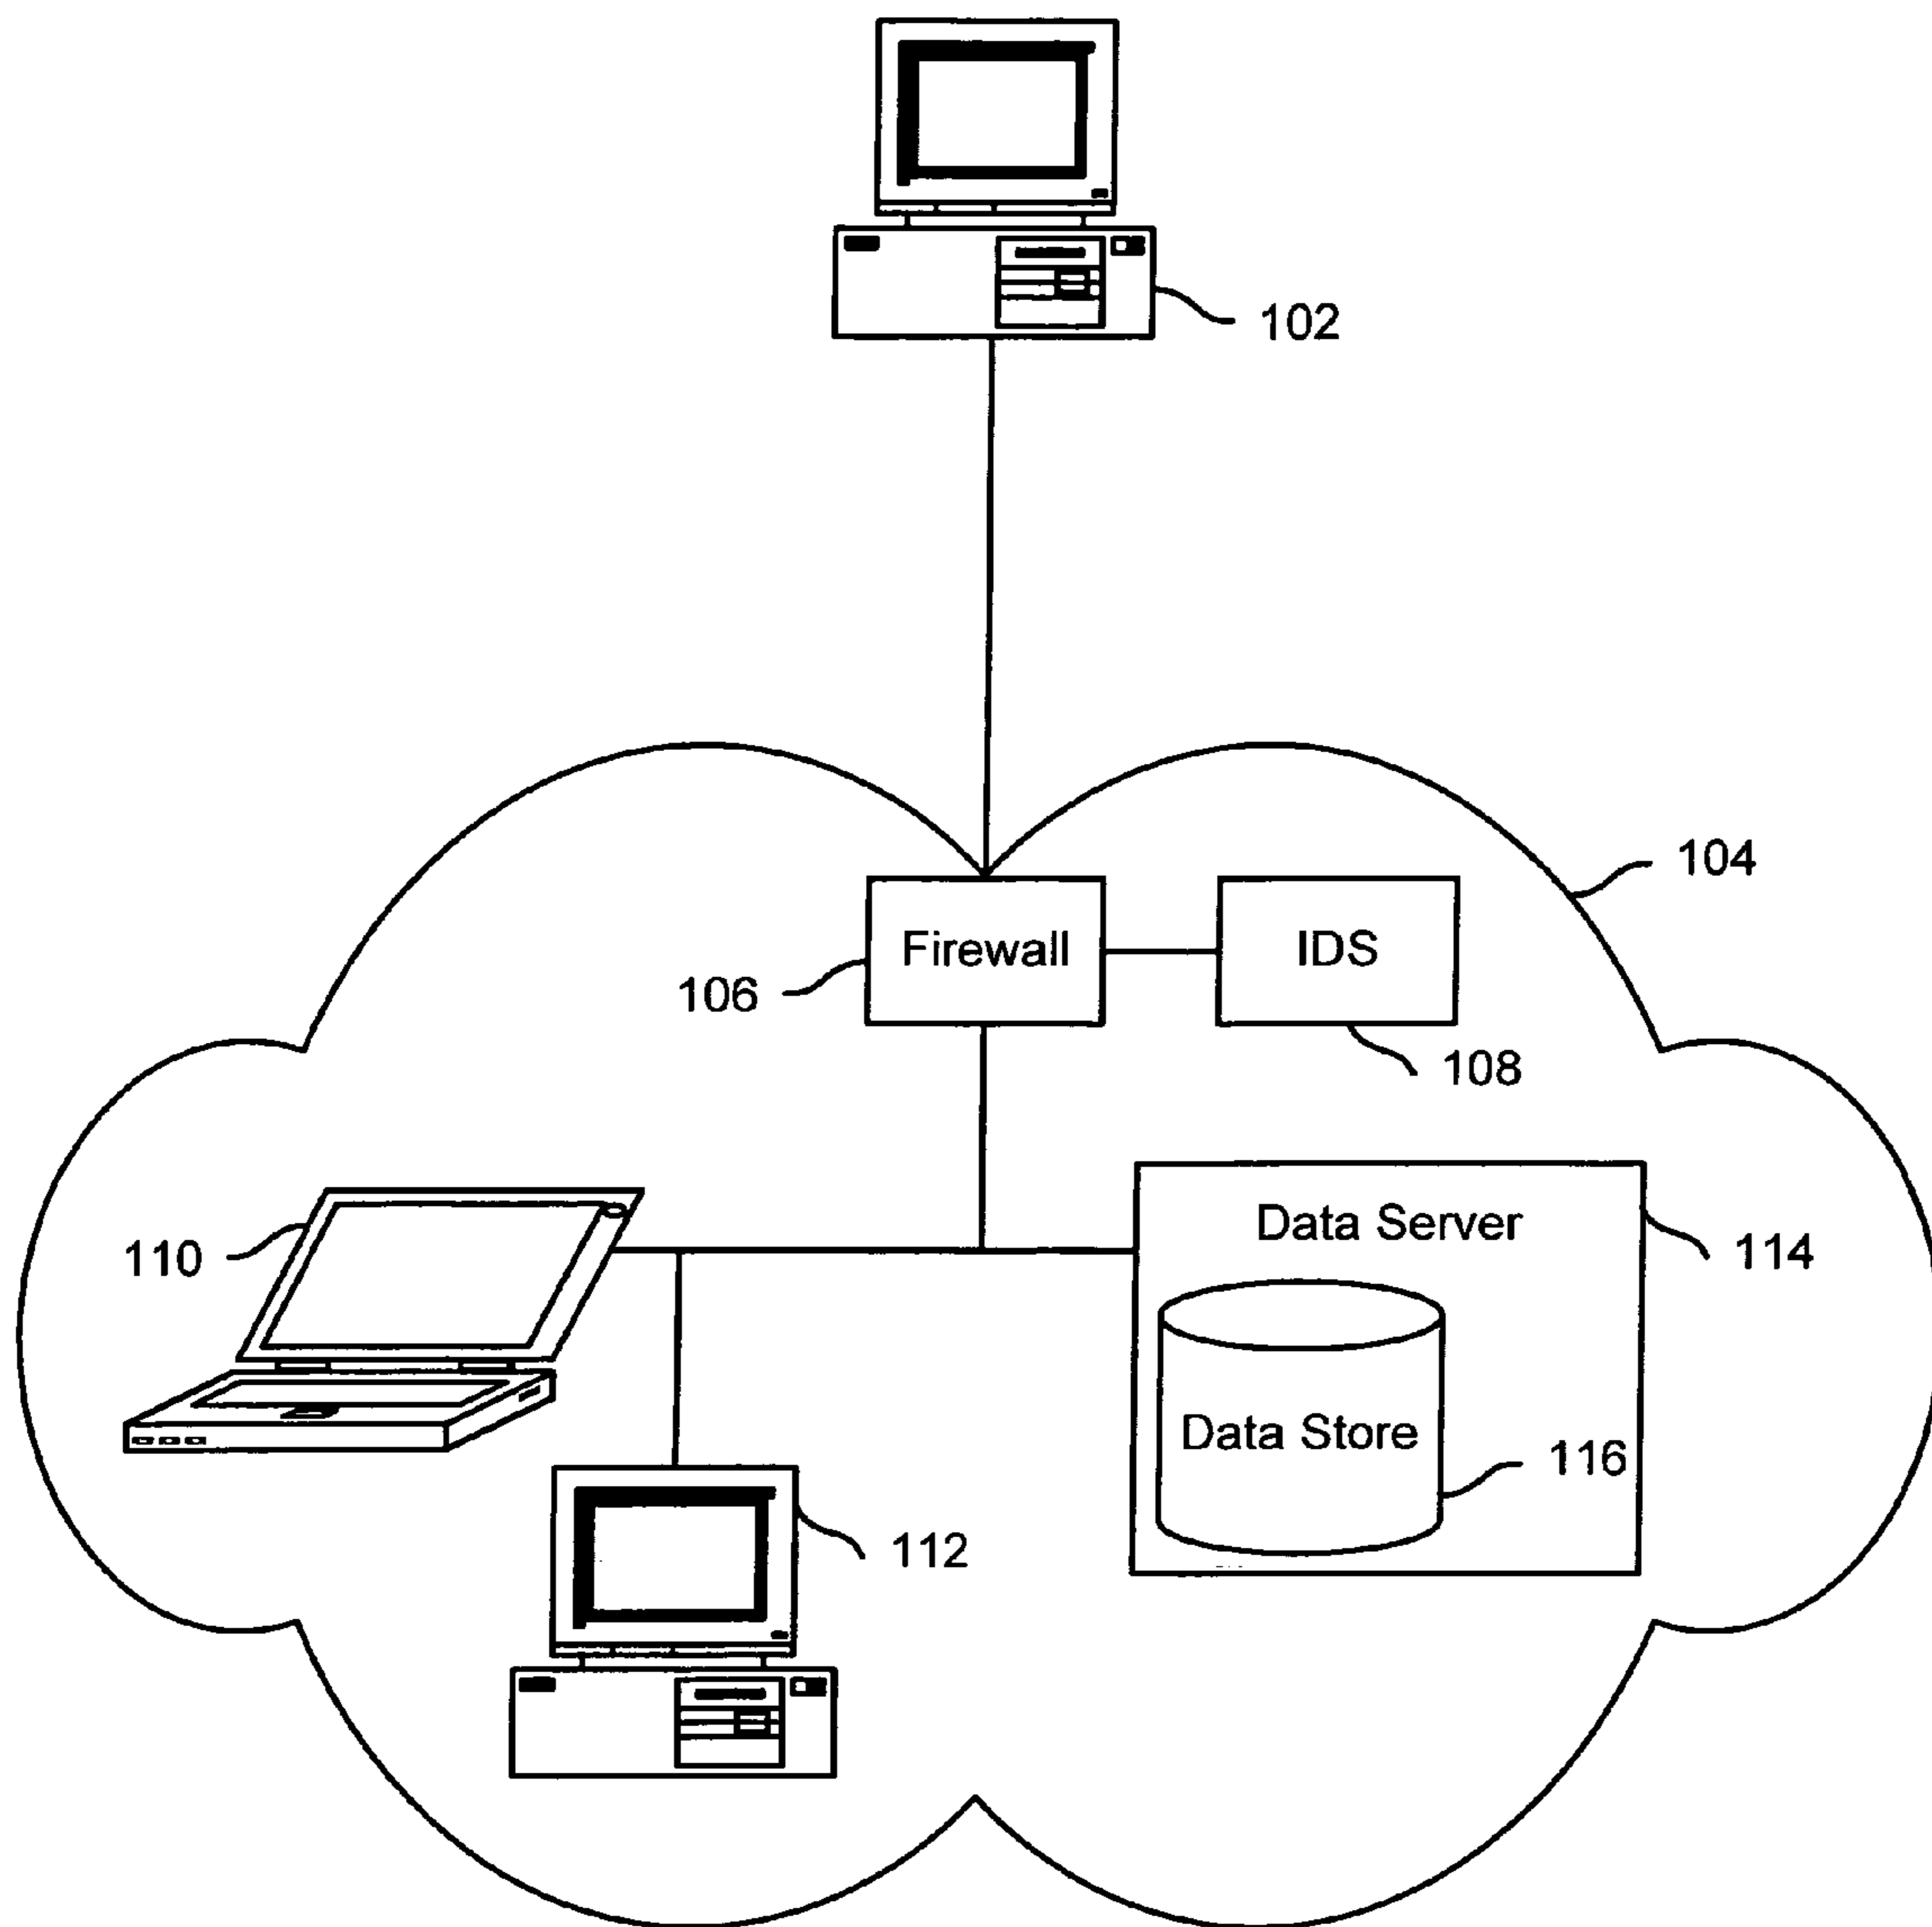 102
104
Firewall
IDS
106
108
Data Server
110
114
Data Store
116
112